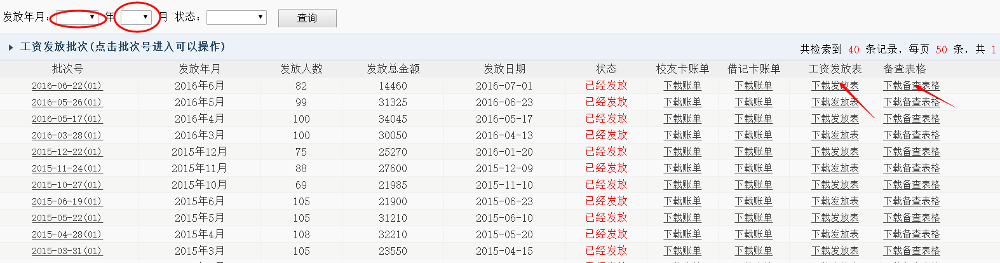 发放年月： 年 月 状态： 查询
工资发放批次(点击批次号进入可以操作) 共检索到 40 条记录，每页 50 条，共 1
批次号 发放年月 发放人数 发放总金额 发放日期 状态 校友卡账单 借记卡账单 工资发放表 备查表格
2016-06-22(01) 2016年6月 82 14460 2016-07-01 已经发放 下载账单 下载账单 下载发放表 下载备查表格
2016-05-26(01) 2016年5月 99 31325 2016-06-23 已经发放 下载账单 下载账单 下载发放表 下载备查表格
2016-05-17(01) 2016年4月 100 34045 2016-05-17 已经发放 下载账单 下载账单 下载发放表 下载备查表格
2016-03-28(01) 2016年3月 100 30050 2016-04-13 已经发放 下载账单 下载账单 下载发放表 下载备查表格
2015-12-22(01) 2015年12月 75 25270 2016-01-20 已经发放 下载账单 下载账单 下载发放表 下载备查表格
2015-11-24(01) 2015年11月 88 27600 2015-12-09 已经发放 下载账单 下载账单 下载发放表 下载备查表格
2015-10-27(01) 2015年10月 69 21985 2015-11-10 已经发放 下载账单 下载账单 下载发放表 下载备查表格
2015-06-19(01) 2015年6月 105 21900 2015-06-23 已经发放 下载账单 下载账单 下载发放表 下载备查表格
2015-05-22(01) 2015年5月 105 31210 2015-06-10 已经发放 下载账单 下载账单 下载发放表 下载备查表格
2015-04-28(01) 2015年4月 108 32210 2015-05-20 已经发放 下载账单 下载账单 下载发放表 下载备查表格
2015-03-31(01) 2015年3月 105 23550 2015-04-15 已经发放 下载账单 下载账单 下载发放表 下载备查表格